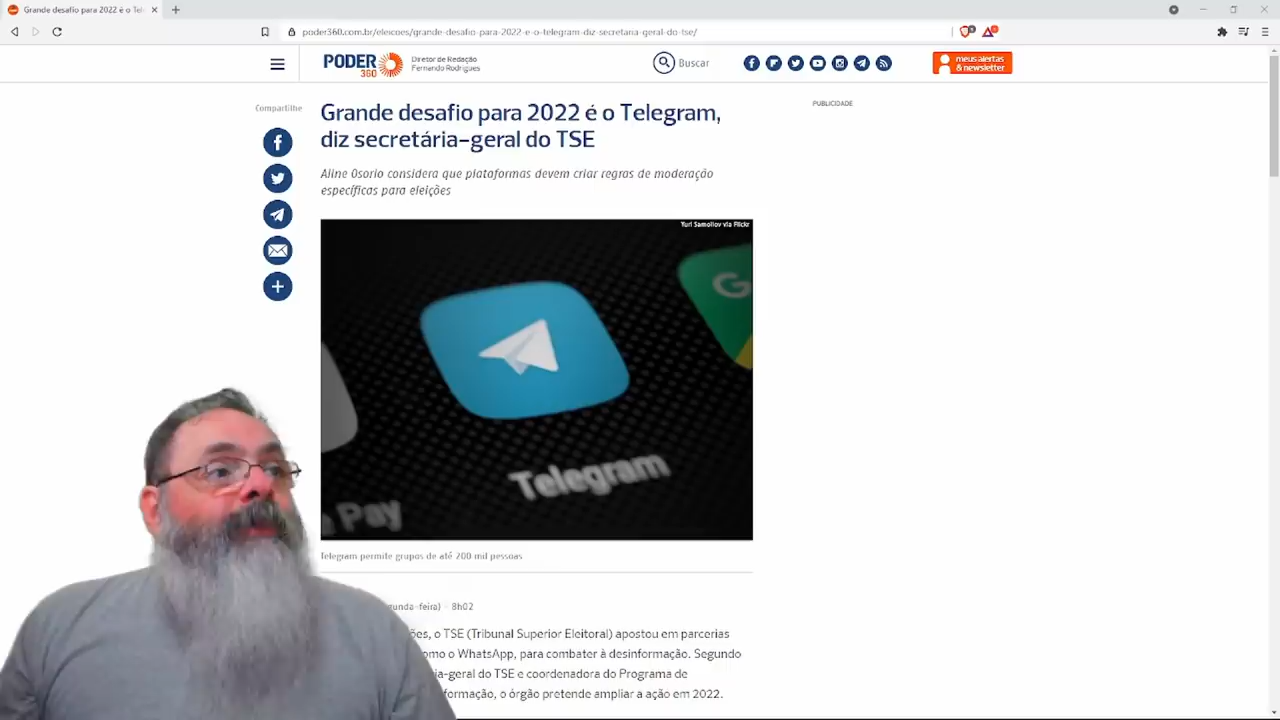 Grande desafio para 2022 é o Tel
poder360.com.br/eleicoes/grande-desafio-para-2022-e-o-telegram-diz-secretaria-geral-do-tse/
PODER
360
Diretor de Redação
Fernando Rodrigues
Buscar
meus alertas
& newsletter
Compartilhe
PUBLICIDADE
Grande desafio para 2022 é o Telegram,
diz secretária-geral do TSE
Aline Osorio considera que plataformas devem criar regras de moderação
específicas para eleições
Yuri Samoilov via Flickr
G
Telegram
Pay
Telegram permite grupos de até 200 mil pessoas
unda-feira) - 8h02
ões, o TSE (Tribunal Superior Eleitoral) apostou em parcerias
omo o WhatsApp, para combater à desinformação. Segundo
ia-geral do TSE e coordenadora do Programa de
formação, o órgão pretende ampliar a ação em 2022.